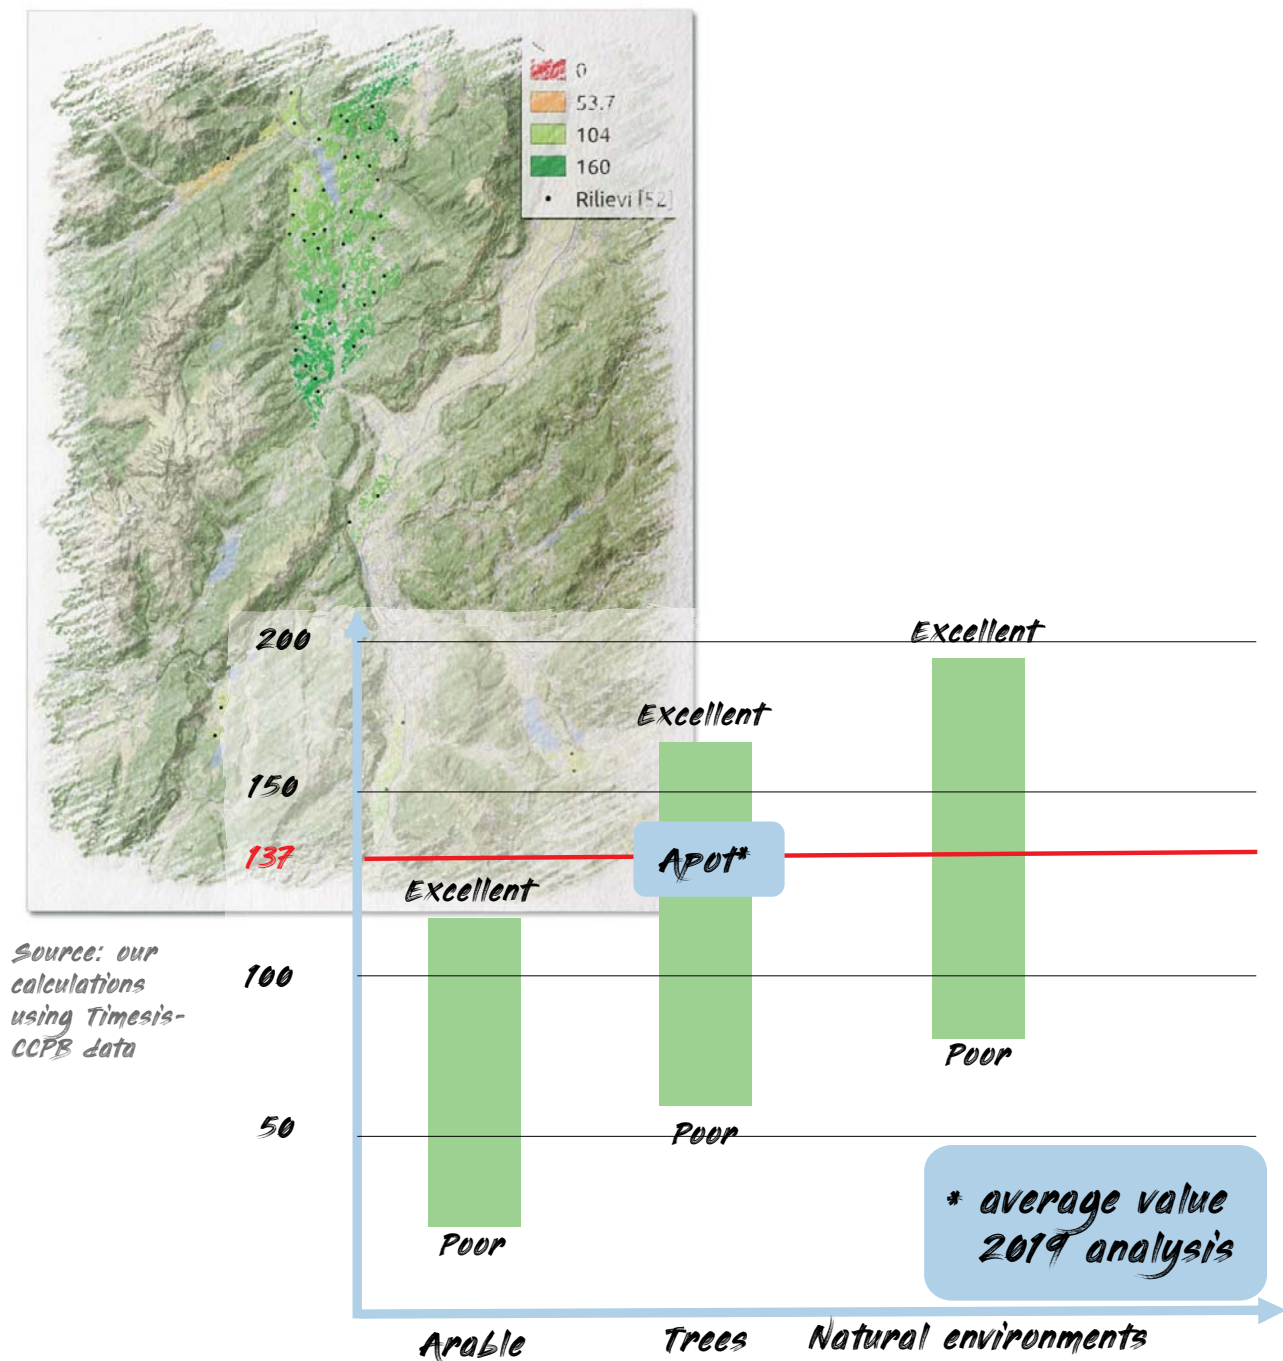 0
53.7
104
160
Rilievi [52]
200
Excellent
Excellent
150
137
Apot*
Excellent
Source: our
calculations
using Timesis-
CCPB data
100
Poor
50
Poor
* average value
2019 analysis
Poor
Arable
Trees
Natural environments